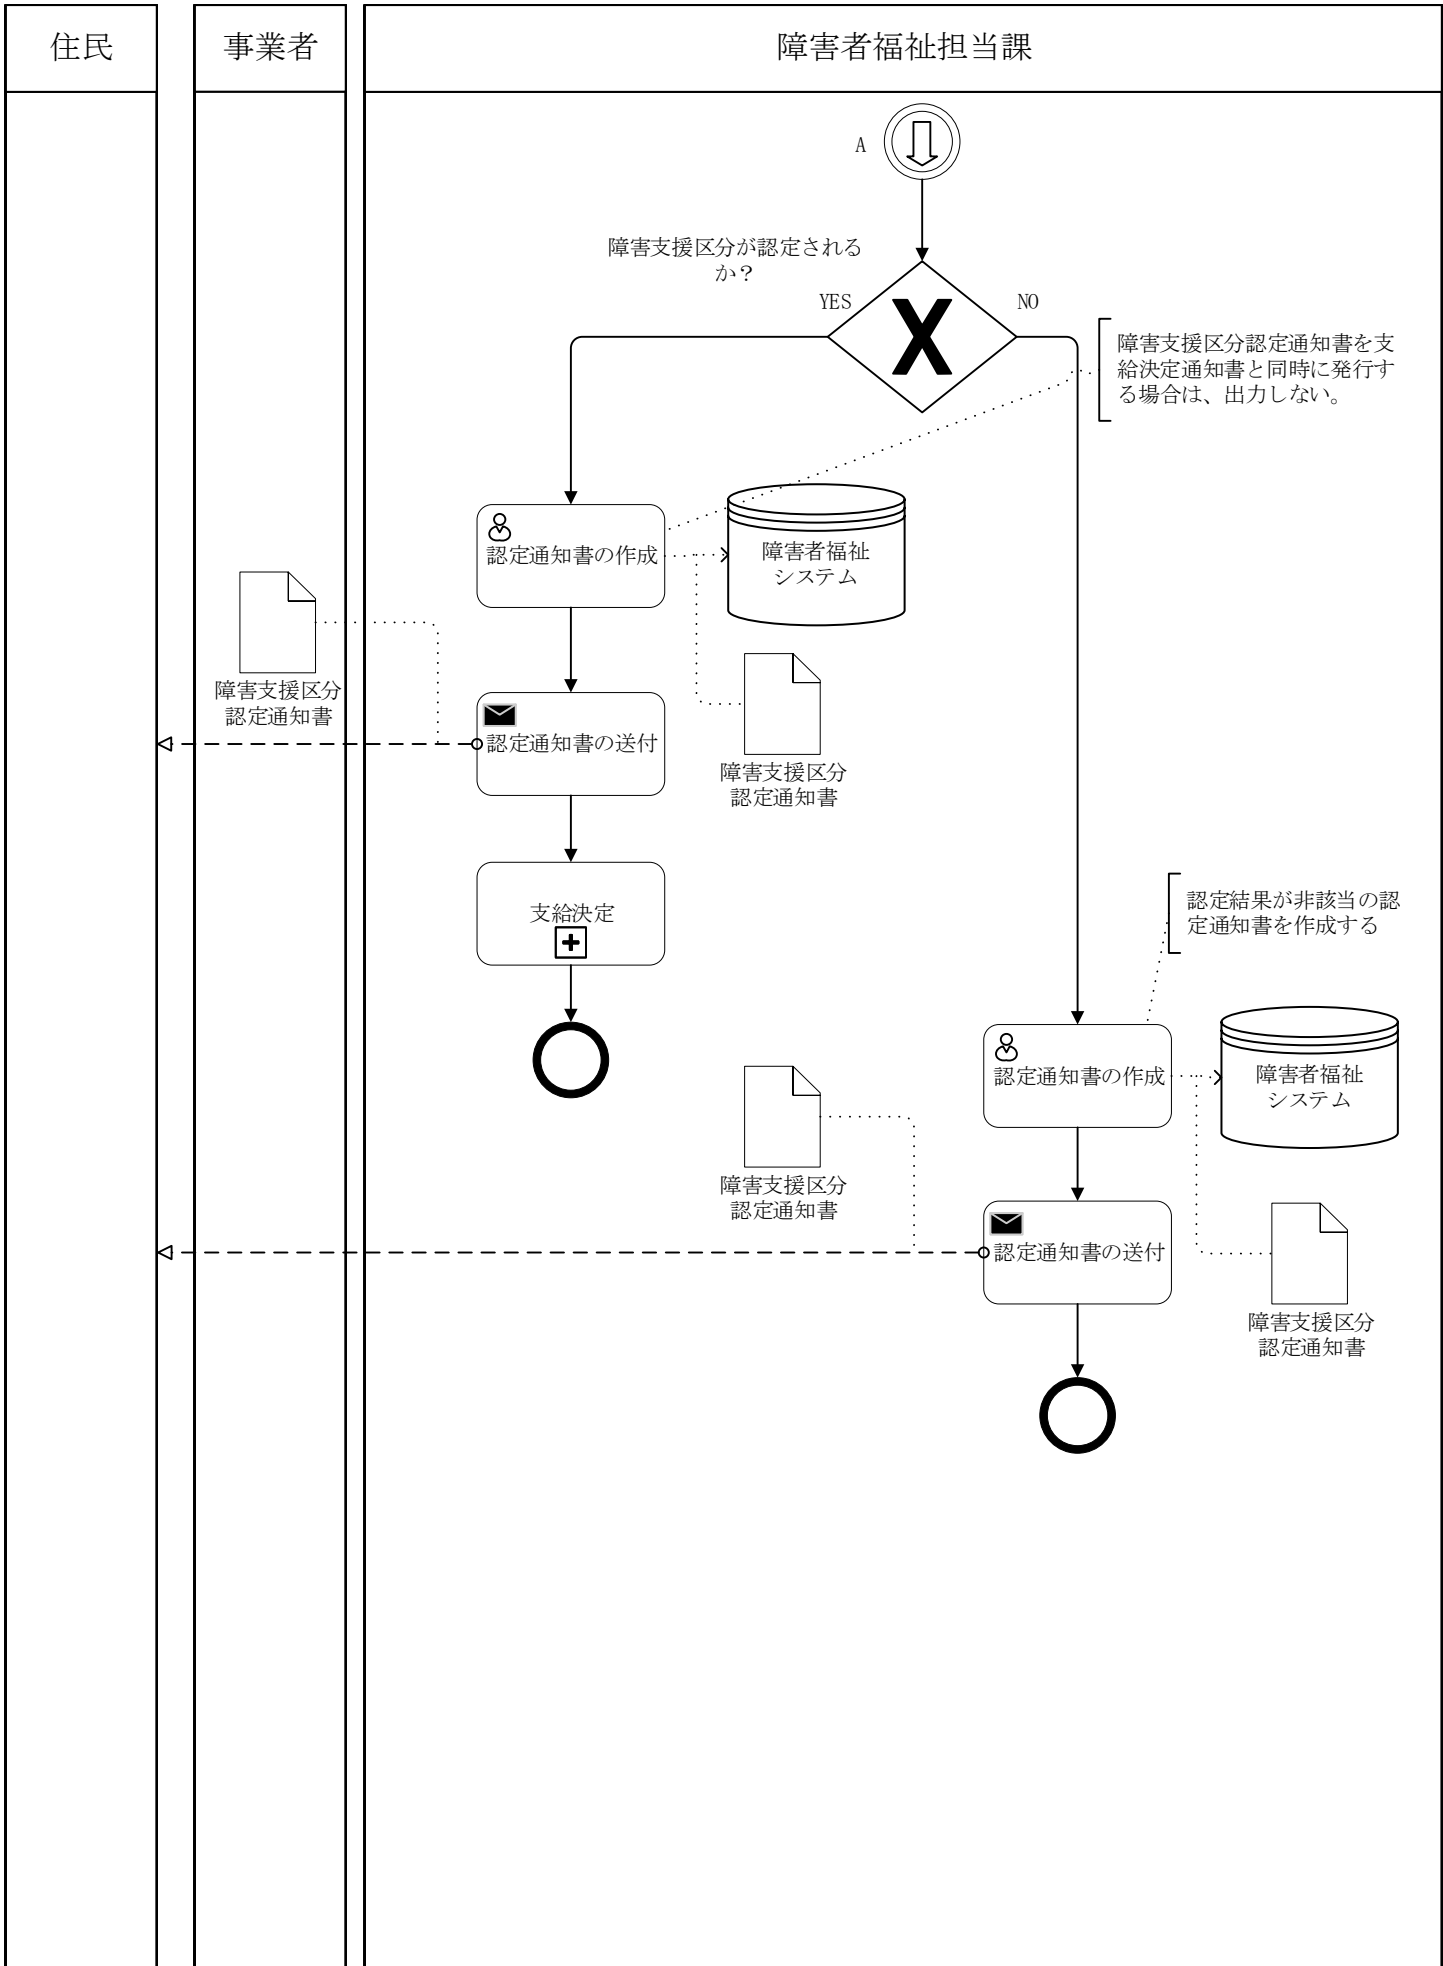 住民
事業者
障害者福祉担当課
A
障害支援区分が認定される
か？
YES
NO
障害支援区分認定通知書を支
給決定通知書と同時に発行す
る場合は、出力しない。
認定通知書の作成
障害者福祉
システム
障害支援区分
認定通知書
認定通知書の送付
障害支援区分
認定通知書
支給決定
認定結果が非該当の認
定通知書を作成する
認定通知書の作成
障害者福祉
システム
障害支援区分
認定通知書
認定通知書の送付
障害支援区分
認定通知書